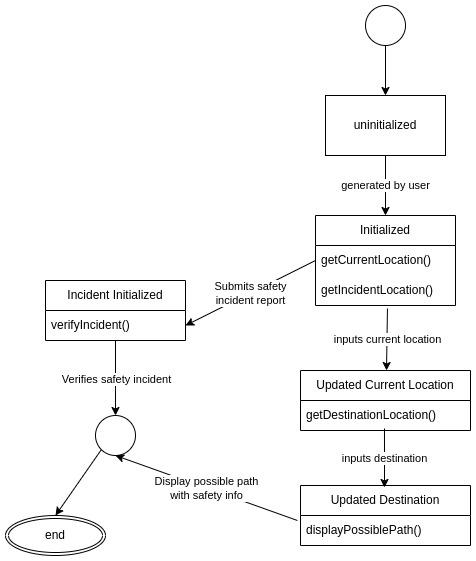 uninitialized
generated by user
Initialized
getCurrentLocation()
getIncidentLocation()
Submits safety
incident report
Incident Initialized
verifyIncident()
inputs current location
Verifies safety incident
Updated Current Location
getDestinationLocation()
inputs destination
Display possible path
with safety info
Updated Destination
displayPossiblePath()
end